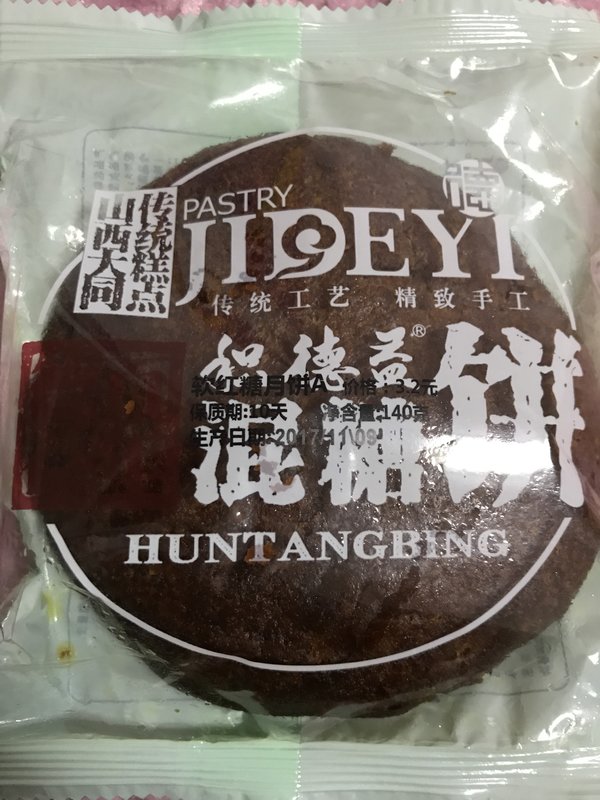 传统糕点
山西大同
PASTRY
JIDEYI
传统工艺 精致手工
德益®
混糖饼
软红糖月饼A 价格:3.2元
保质期:10天 净含量:140克
生产日期:2017/11/09
HUNTANGBING